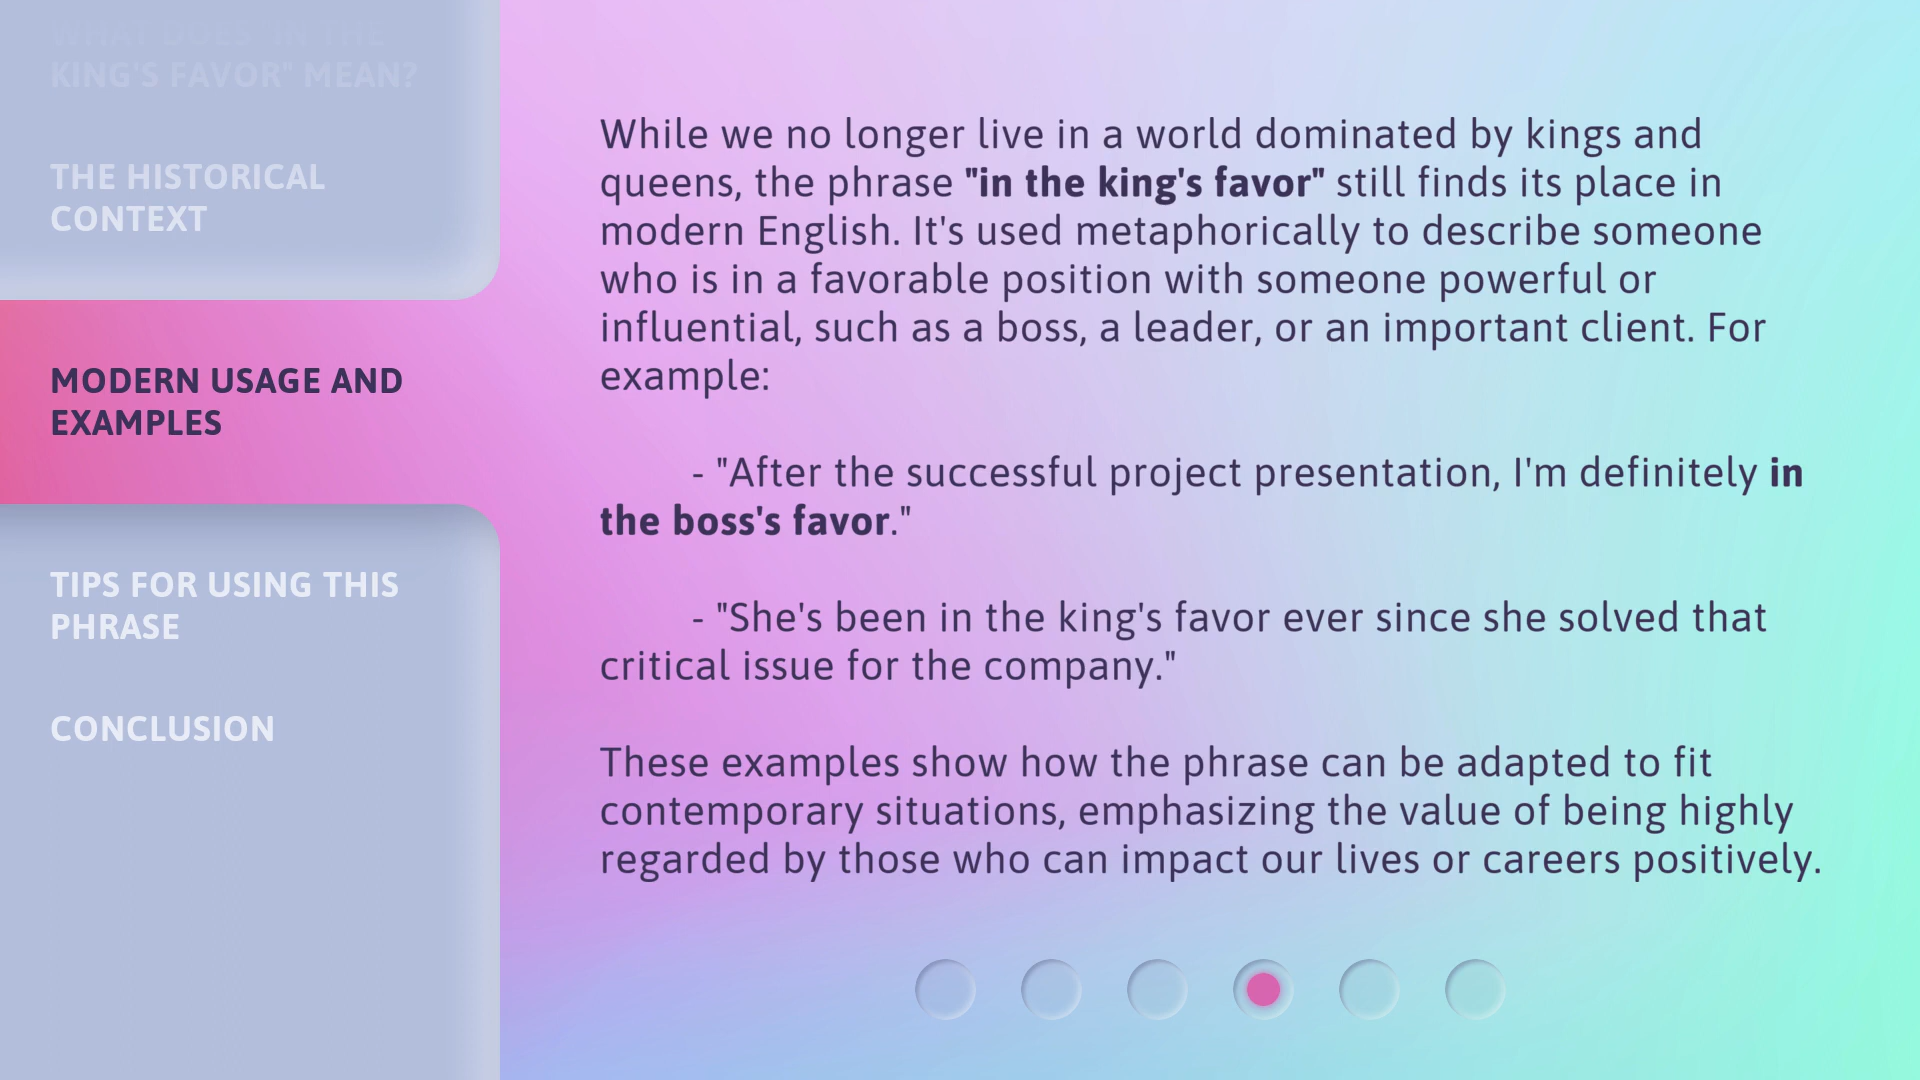 WHAT DOES "IN THE
KING'S FAVOR" MEAN?
THE HISTORICAL
CONTEXT
MODERN USAGE AND
EXAMPLES
TIPS FOR USING THIS
PHRASE
CONCLUSION
While we no longer live in a world dominated by kings and
queens, the phrase "in the king's favor" still finds its place in
modern English. It's used metaphorically to describe someone
who is in a favorable position with someone powerful or
influential, such as a boss, a leader, or an important client. For
example:
- "After the successful project presentation, I'm definitely in
the boss's favor."
- "She's been in the king's favor ever since she solved that
critical issue for the company."
These examples show how the phrase can be adapted to fit
contemporary situations, emphasizing the value of being highly
regarded by those who can impact our lives or careers positively.